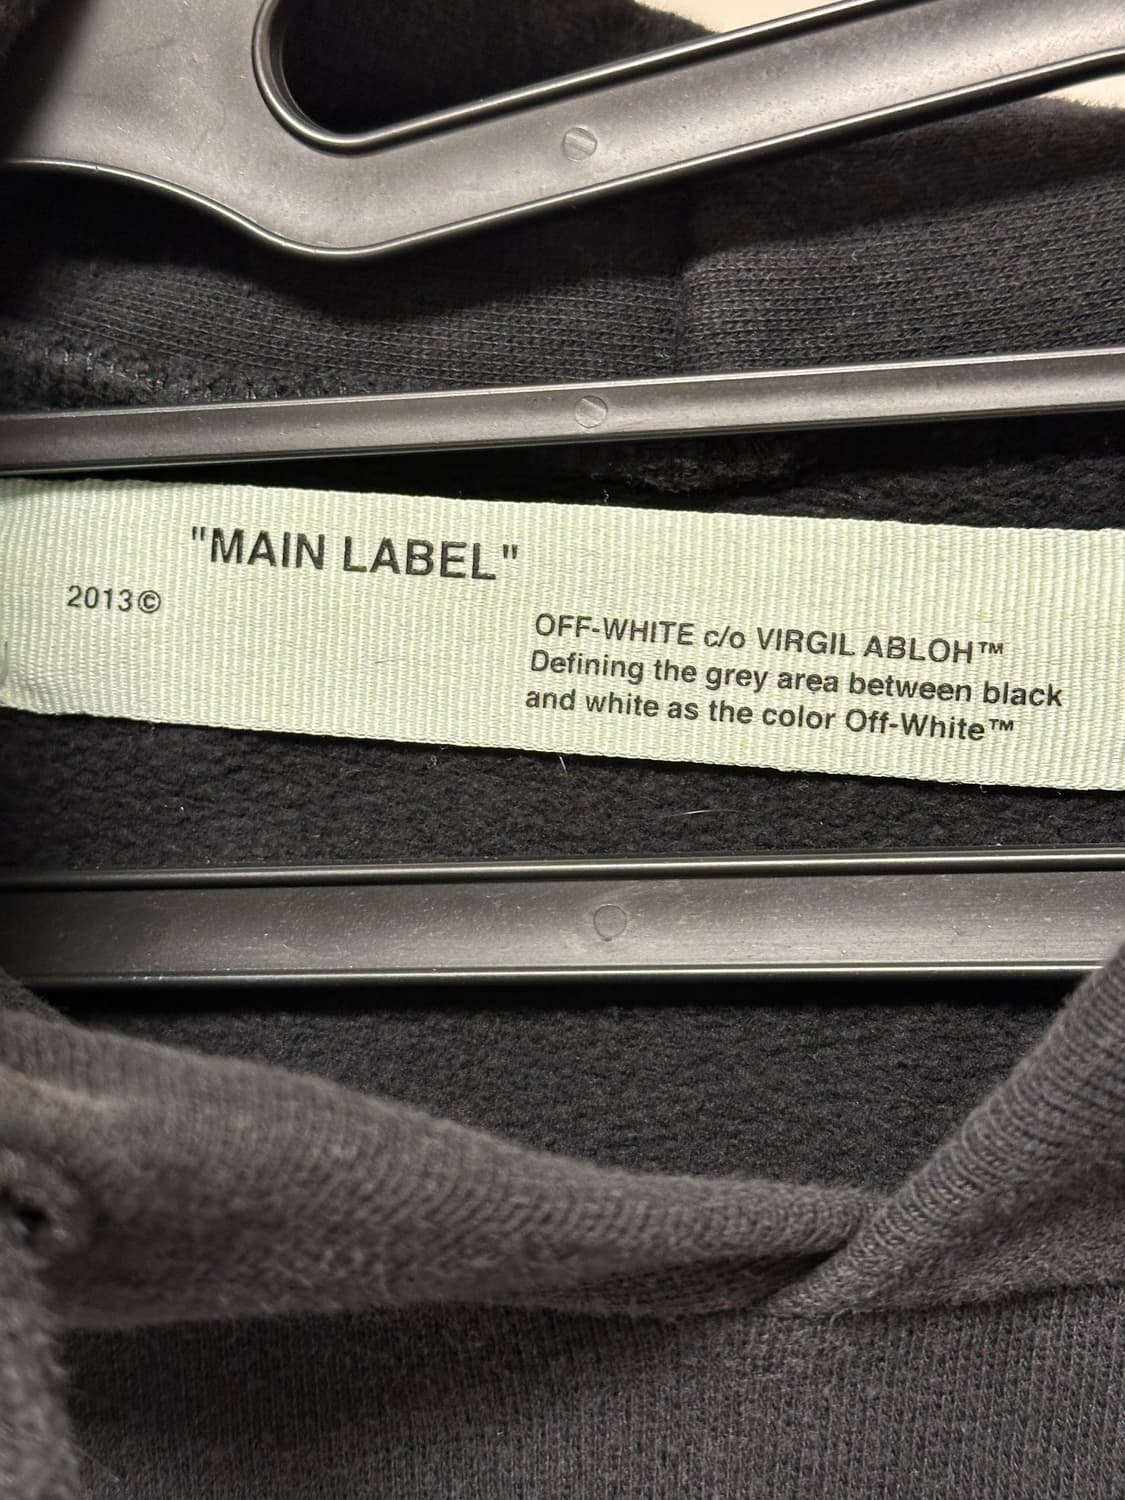 "MAIN LABEL"
2013©
OFF-WHITE c/o VIRGIL ABLOH™
Defining the grey area between black
and white as the color Off-White™